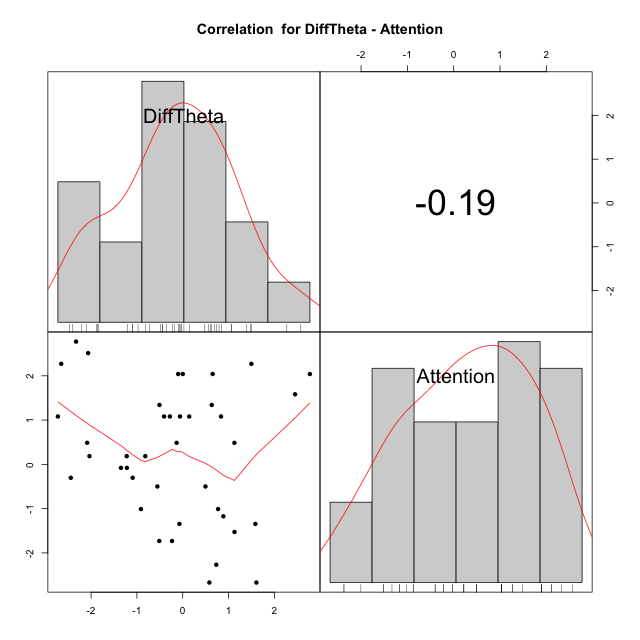 Correlation  for DiffTheta - Attention
-2 -1 0 1 2
DiffTheta
-0.19
2
1
0
-1
-2
2
1
0
-1
-2
Attention
-2 -1 0 1 2